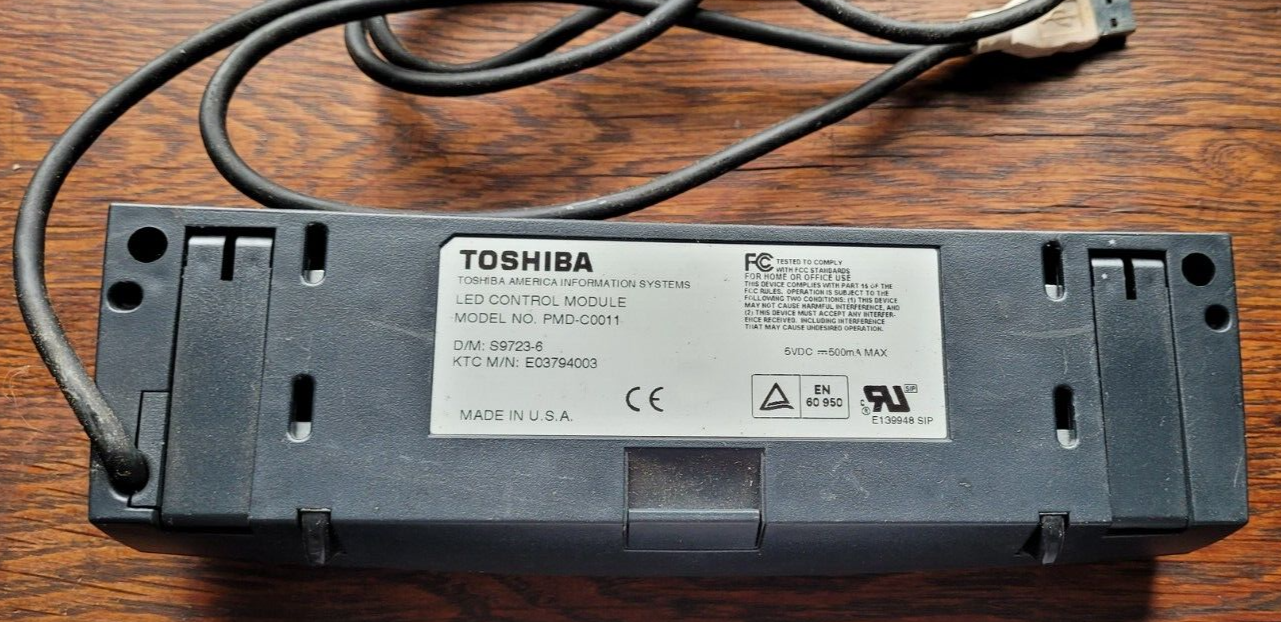 TOSHIBA
TOSHIBA AMERICA INFORMATION SYSTEMS
LED CONTROL MODULE
MODEL NO. PMD-C0011
D/M: S9723-6
KTC M/N: E03794003
CE
MADE IN U.S.A.
FC TESTED TO COMPLY
WITH FCC STANDARDS
FOR HOME OR OFFICE USE
THIS DEVICE COMPLIES WITH PART 15 OF THE
FCC RULES. OPERATION IS SUBJECT TO THE
FOLLOWING TWO CONDITIONS: (1) THIS DEVICE
MAY NOT CAUSE HARMFUL INTERFERENCE, AND
(2) THIS DEVICE MUST ACCEPT ANY INTERFER-
ENCE RECEIVED, INCLUDING INTERFERENCE
THAT MAY CAUSE UNDESIRED OPERATION.
5VDC ⎓500mA MAX
EN
60 950
c RU SIP
E139948 SIP